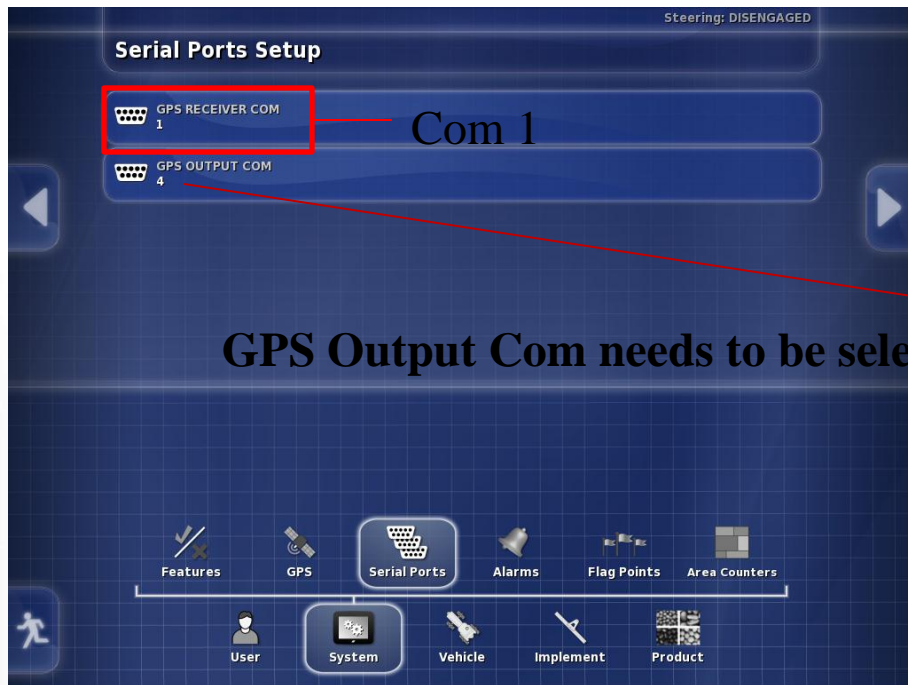 Steering: DISENGAGED
Serial Ports Setup
GPS RECEIVER COM
1
Com 1
GPS OUTPUT COM
4
GPS Output Com needs to be sele
Features
GPS
Serial Ports
Alarms
Flag Points
Area Counters
User
System
Vehicle
Implement
Product